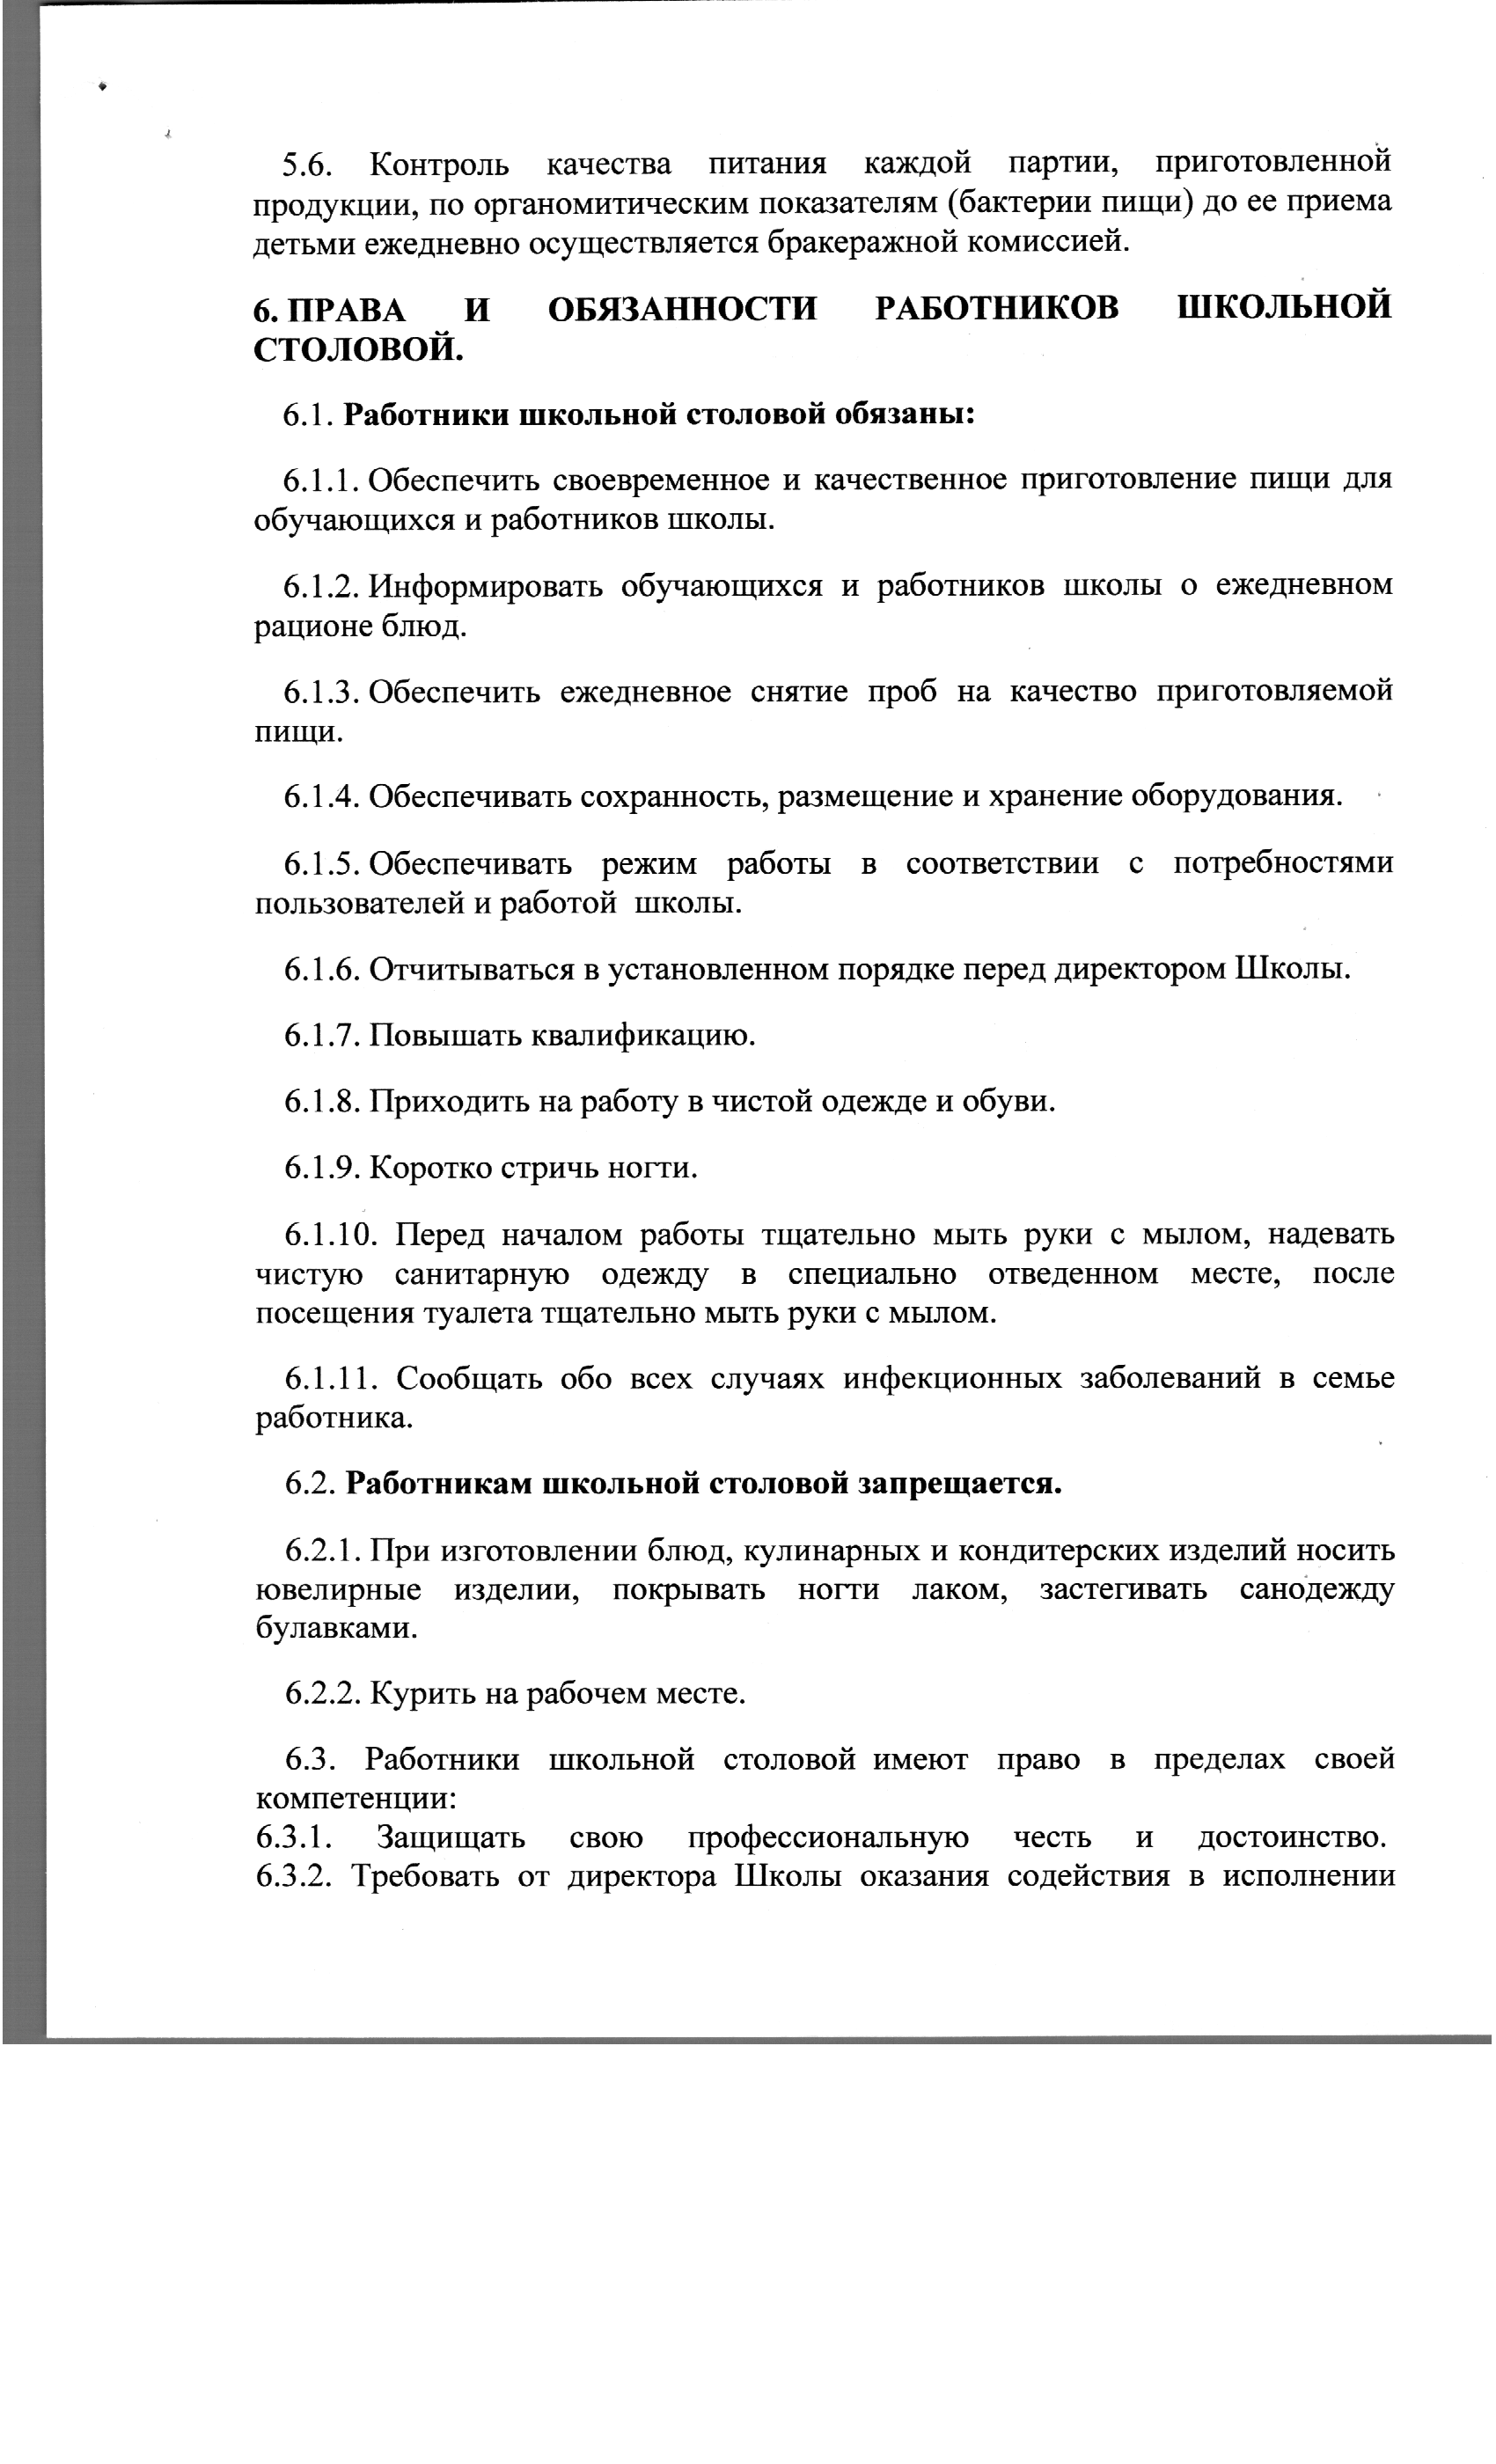 5.6. Контроль качества питания каждой партии, приготовленной
продукции, по органомитическим показателям (бактерии пищи) до ее приема
детьми ежедневно осуществляется бракеражной комиссией.
6. ПРАВА И ОБЯЗАННОСТИ РАБОТНИКОВ ШКОЛЬНОЙ
СТОЛОВОЙ.
6.1. Работники школьной столовой обязаны:
6.1.1. Обеспечить своевременное и качественное приготовление пищи для
обучающихся и работников школы.
6.1.2. Информировать обучающихся и работников школы о ежедневном
рационе блюд.
6.1.3. Обеспечить ежедневное снятие проб на качество приготовляемой
пищи.
6.1.4. Обеспечивать сохранность, размещение и хранение оборудования.
6.1.5. Обеспечивать режим работы в соответствии с потребностями
пользователей и работой школы.
6.1.6. Отчитываться в установленном порядке перед директором Школы.
6.1.7. Повышать квалификацию.
6.1.8. Приходить на работу в чистой одежде и обуви.
6.1.9. Коротко стричь ногти.
6.1.10. Перед началом работы тщательно мыть руки с мылом, надевать
чистую санитарную одежду в специально отведенном месте, после
посещения туалета тщательно мыть руки с мылом.
6.1.11. Сообщать обо всех случаях инфекционных заболеваний в семье
работника.
6.2. Работникам школьной столовой запрещается.
6.2.1. При изготовлении блюд, кулинарных и кондитерских изделий носить
ювелирные изделии, покрывать ногти лаком, застегивать санодежду
булавками.
6.2.2. Курить на рабочем месте.
6.3. Работники школьной столовой имеют право в пределах своей
компетенции:
6.3.1. Защищать свою профессиональную честь и достоинство.
6.3.2. Требовать от директора Школы оказания содействия в исполнении